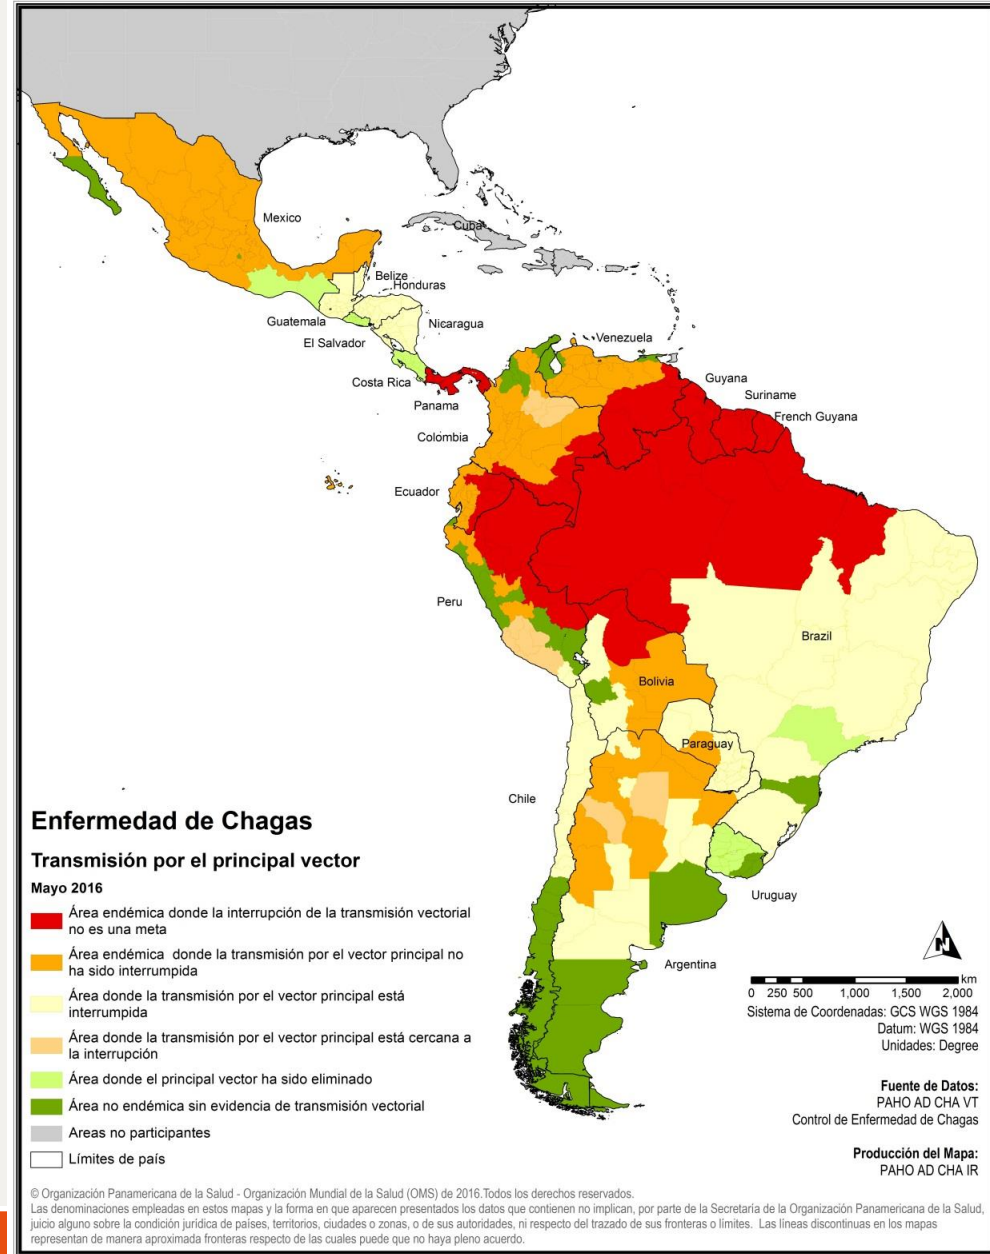 Mexico
Cuba
Belize
Honduras
Guatemala
Nicaragua
El Salvador
Venezuela
Costa Rica
Guyana
Panama
Suriname
French Guyana
Colombia
Ecuador
Peru
Brazil
Bolivia
Paraguay
Chile
Uruguay
Argentina
Enfermedad de Chagas
Transmisión por el principal vector
Mayo 2016
Área endémica donde la interrupción de la transmisión vectorial
no es una meta
Área endémica donde la transmisión por el vector principal no
ha sido interrumpida
Área donde la transmisión por el vector principal está
interrumpida
Área donde la transmisión por el vector principal está cercana a
la interrupción
Área donde el principal vector ha sido eliminado
Área no endémica sin evidencia de transmisión vectorial
Areas no participantes
Límites de país
N
km
0 250 500 1,000 1,500 2,000
Sistema de Coordenadas: GCS WGS 1984
Datum: WGS 1984
Unidades: Degree
Fuente de Datos:
PAHO AD CHA VT
Control de Enfermedad de Chagas
Producción del Mapa:
PAHO AD CHA IR
© Organización Panamericana de la Salud - Organización Mundial de la Salud (OMS) de 2016.Todos los derechos reservados.
Las denominaciones empleadas en estos mapas y la forma en que aparecen presentados los datos que contienen no implican, por parte de la Secretaría de la Organización Panamericana de la Salud,
juicio alguno sobre la condición jurídica de países, territorios, ciudades o zonas, o de sus autoridades, ni respecto del trazado de sus fronteras o límites. Las líneas discontinuas en los mapas
representan de manera aproximada fronteras respecto de las cuales puede que no haya pleno acuerdo.